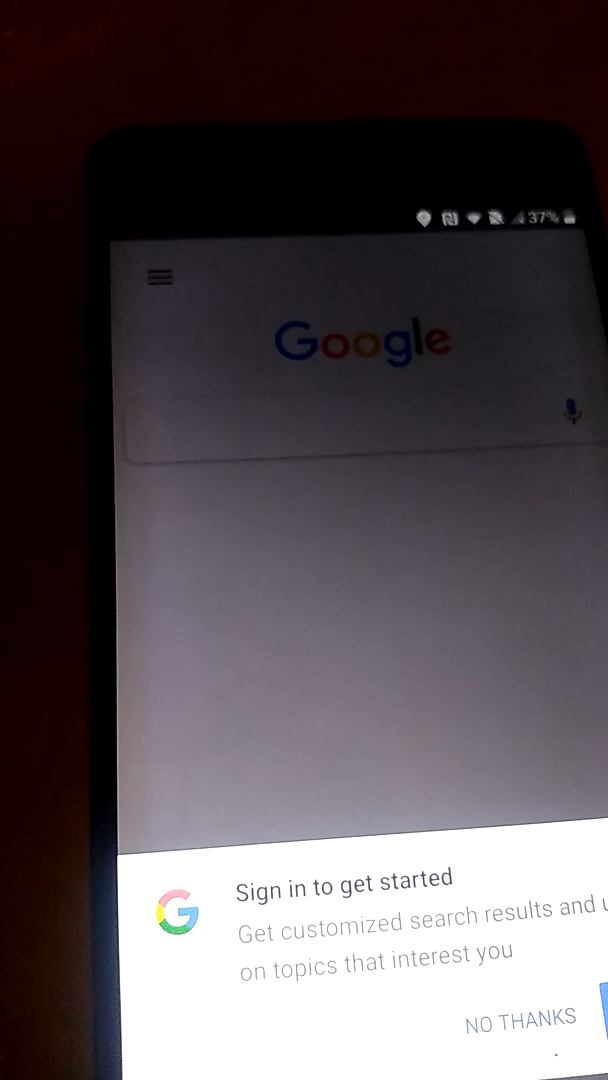 37%
Google
Sign in to get started
Get customized search results and u
on topics that interest you
NO THANKS